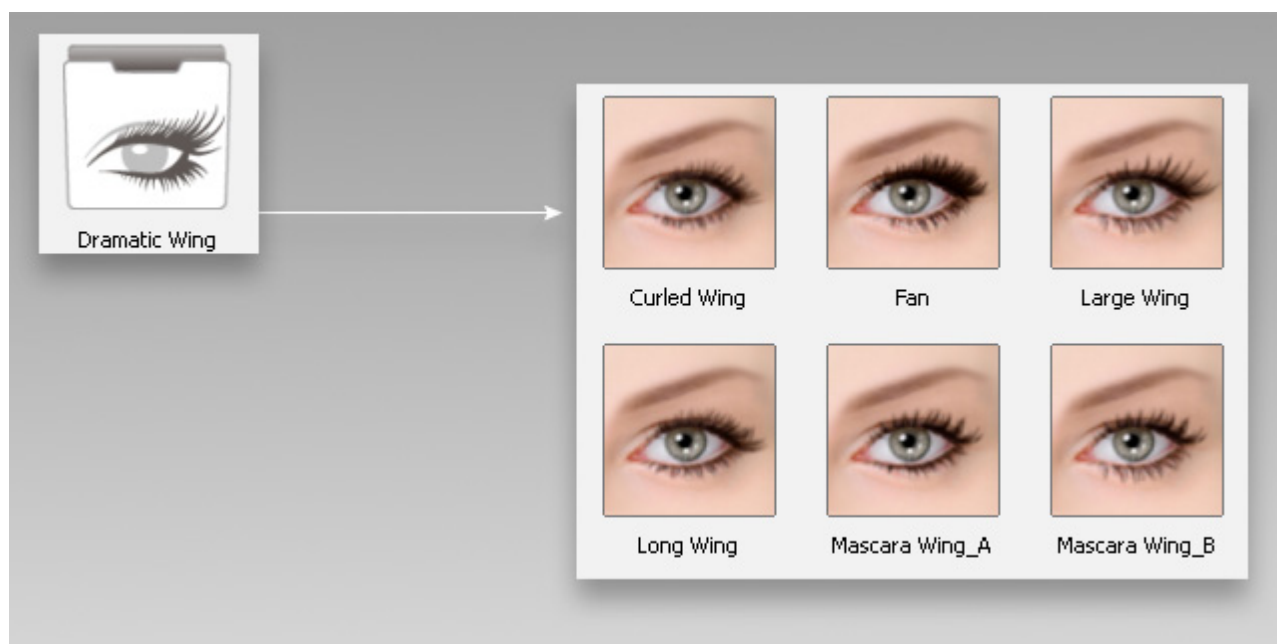 Dramatic Wing
Curled Wing
Fan
Large Wing
Long Wing
Mascara Wing_A
Mascara Wing_B